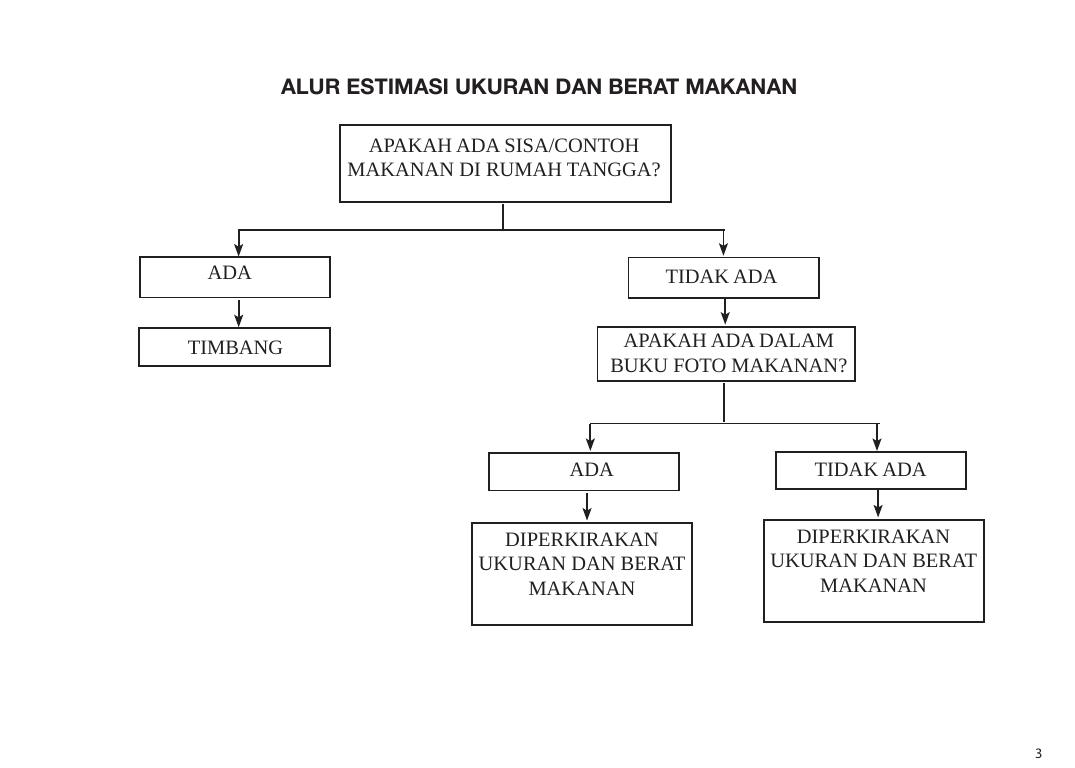 ALUR ESTIMASI UKURAN DAN BERAT MAKANAN
APAKAH ADA SISA/CONTOH
MAKANAN DI RUMAH TANGGA?
ADA
TIDAK ADA
TIMBANG
APAKAH ADA DALAM
BUKU FOTO MAKANAN?
ADA
TIDAK ADA
DIPERKIRAKAN
UKURAN DAN BERAT
MAKANAN
DIPERKIRAKAN
UKURAN DAN BERAT
MAKANAN
3